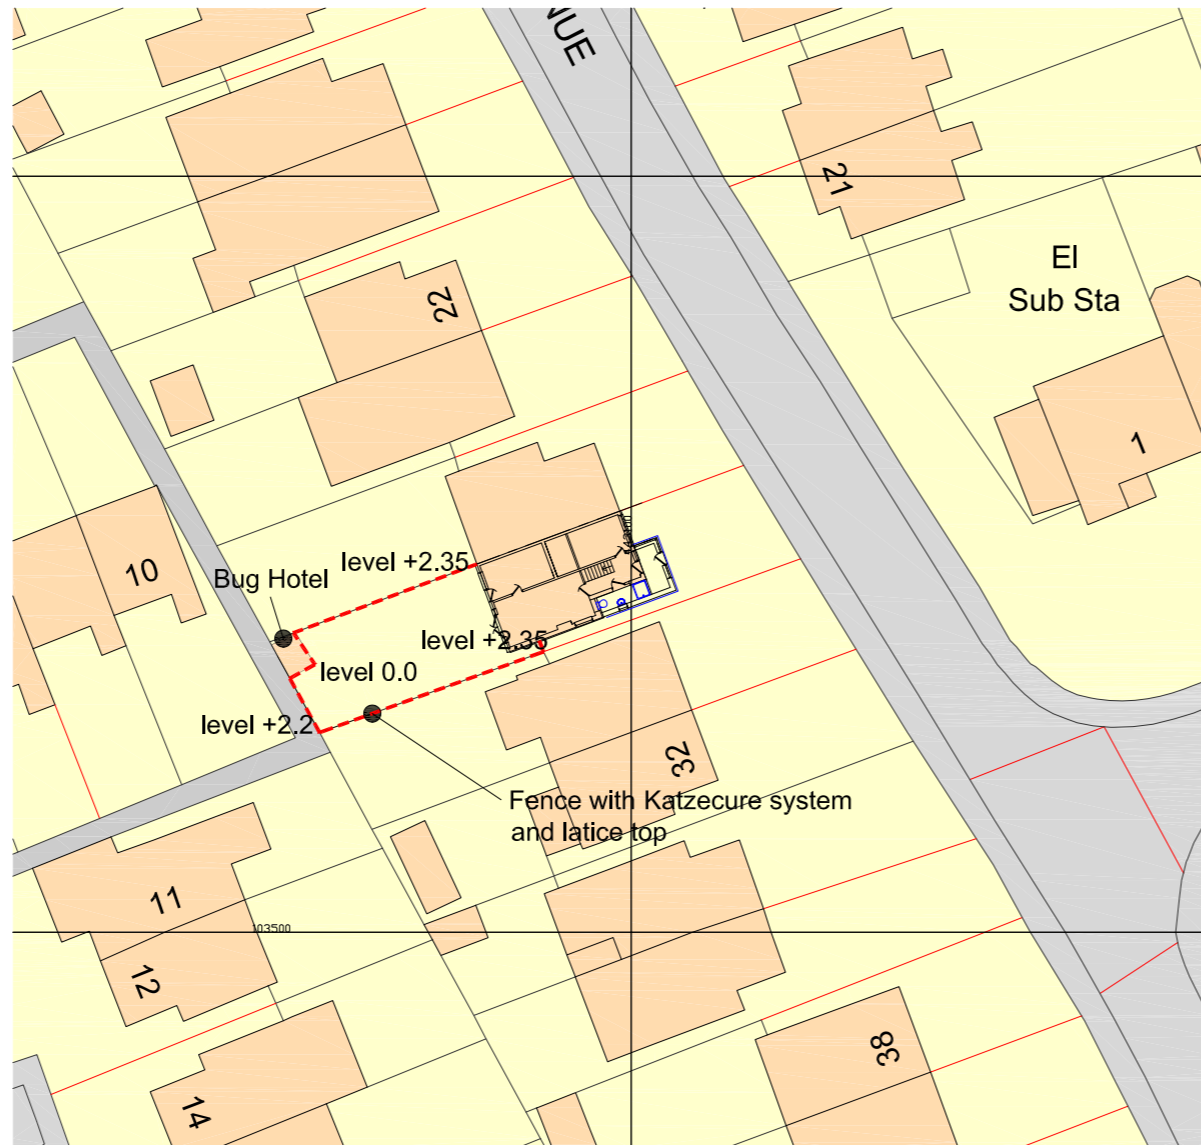 NUE
21
El
Sub Sta
22
1
level +2.35
10
Bug Hotel
level +2.35
level 0.0
level +2.2
32
Fence with Katzecure system
and latice top
11
103500
12
38
14